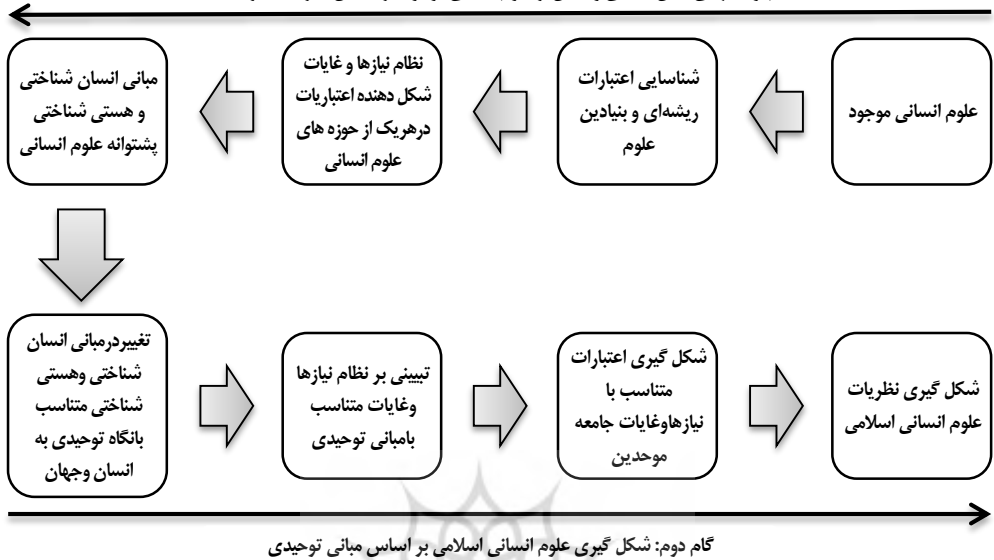 علوم انسانی موجود
شناسایی اعتبارات
ریشه‌ای و بنیادین
علوم
نظام نیازها و غایات
شکل دهنده اعتباریات
درهریک از حوزه های
علوم انسانی
مبانی انسان شناختی
و هستی شناختی
پشتوانه علوم انسانی
تغییردرمبانی انسان
شناختی وهستی
شناختی متناسب
بانگاه توحیدی به
انسان وجهان
تبیینی بر نظام نیازها
وغایات متناسب
بامبانی توحیدی
شکل گیری اعتبارات
متناسب با
نیازهاوغایات جامعه
موحدین
شکل گیری نظریات
علوم انسانی اسلامی
گام دوم: شکل گیری علوم انسانی اسلامی بر اساس مبانی توحیدی